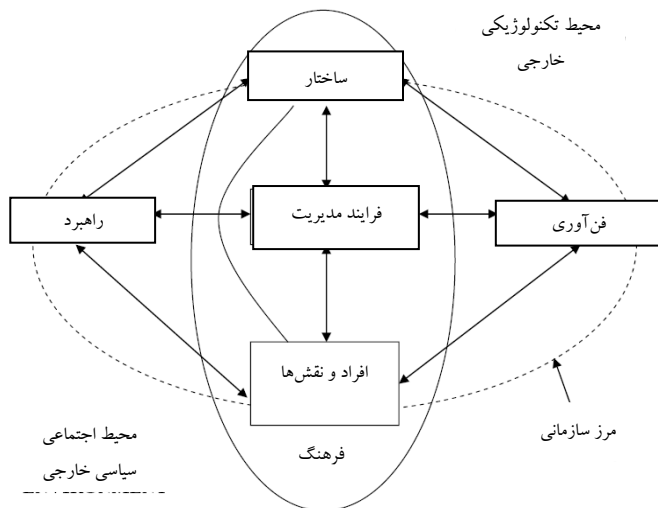 محیط تکنولوژیکی
خارجی
ساختار
راهبرد
فرایند مدیریت
فن‌آوری
افراد و نقش‌ها
مرز سازمانی
فرهنگ
محیط اجتماعی
سیاسی خارجی